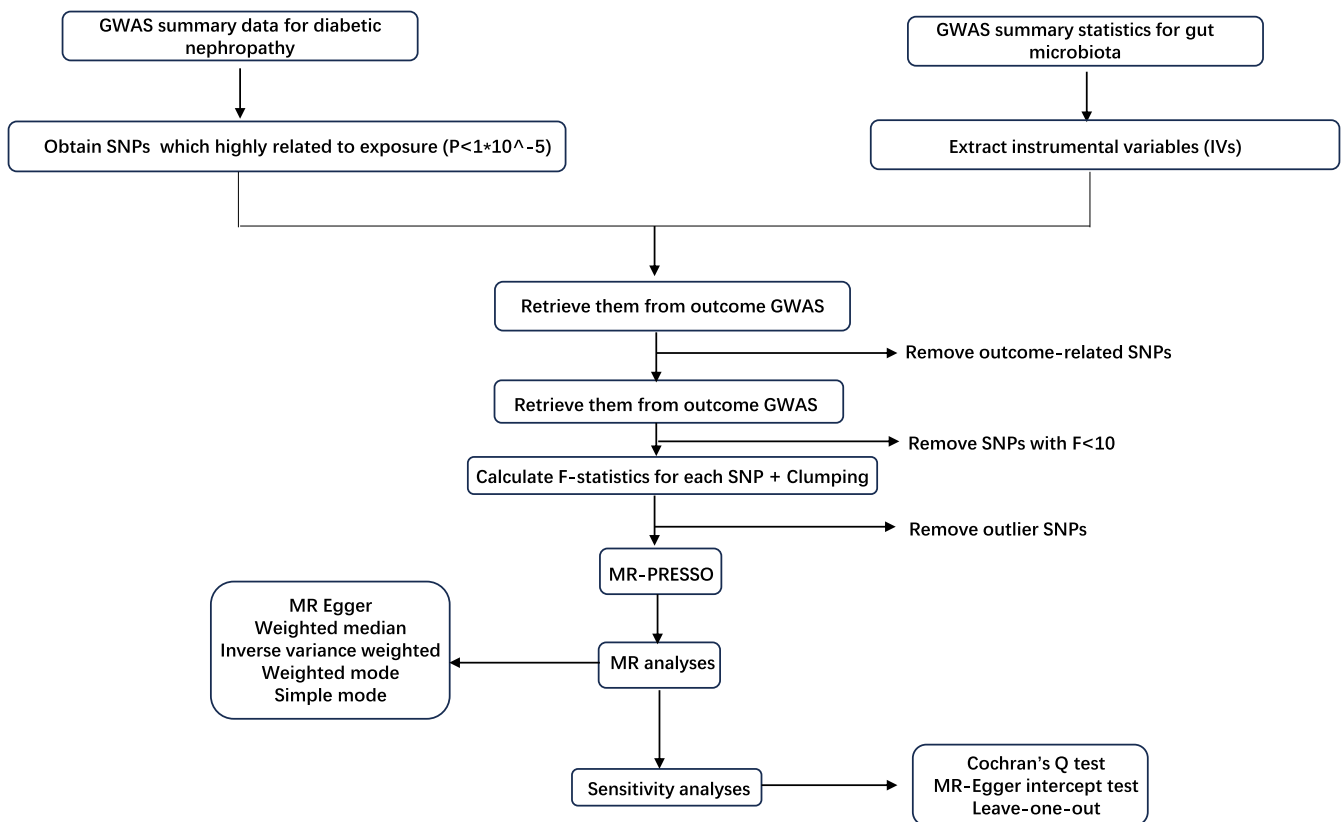 GWAS summary data for diabetic
nephropathy
GWAS summary statistics for gut
microbiota
Obtain SNPs which highly related to exposure (P<1*10^-5)
Extract instrumental variables (IVs)
Retrieve them from outcome GWAS
Remove outcome-related SNPs
Retrieve them from outcome GWAS
Remove SNPs with F<10
Calculate F-statistics for each SNP + Clumping
Remove outlier SNPs
MR-PRESSO
MR Egger
Weighted median
Inverse variance weighted
Weighted mode
Simple mode
MR analyses
Sensitivity analyses
Cochran's Q test
MR-Egger intercept test
Leave-one-out